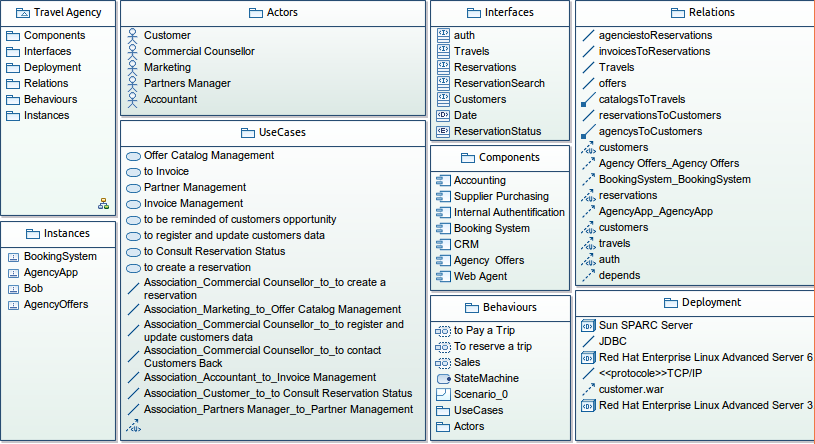 Travel Agency
Components
Interfaces
Deployment
Relations
Behaviours
Instances
Instances
BookingSystem
AgencyApp
Bob
AgencyOffers
Actors
Customer
Commercial Counsellor
Marketing
Partners Manager
Accountant
UseCases
Offer Catalog Management
to Invoice
Partner Management
Invoice Management
to be reminded of customers opportunity
to register and update customers data
to Consult Reservation Status
to create a reservation
Association_Commercial Counsellor_to_to create a
reservation
Association_Marketing_to_Offer Catalog Management
Association_Commercial Counsellor_to_to register and
update customers data
Association_Commercial Counsellor_to_to contact
Customers Back
Association_Accountant_to_Invoice Management
Association_Customer_to_to Consult Reservation Status
Association_Partners Manager_to_Partner Management
Interfaces
auth
Travels
Reservations
ReservationSearch
Customers
Date
ReservationStatus
Components
Accounting
Supplier Purchasing
Internal Authentification
Booking System
CRM
Agency Offers
Web Agent
Behaviours
to Pay a Trip
To reserve a trip
Sales
StateMachine
Scenario_0
UseCases
Actors
Relations
agenciestoReservations
invoicesToReservations
Travels
offers
catalogsToTravels
reservationsToCustomers
agencysToCustomers
customers
Agency Offers_Agency Offers
BookingSystem_BookingSystem
reservations
AgencyApp_AgencyApp
customers
travels
auth
depends
Deployment
Sun SPARC Server
JDBC
Red Hat Enterprise Linux Advanced Server 6
<<protocole>>TCP/IP
customer.war
Red Hat Enterprise Linux Advanced Server 3